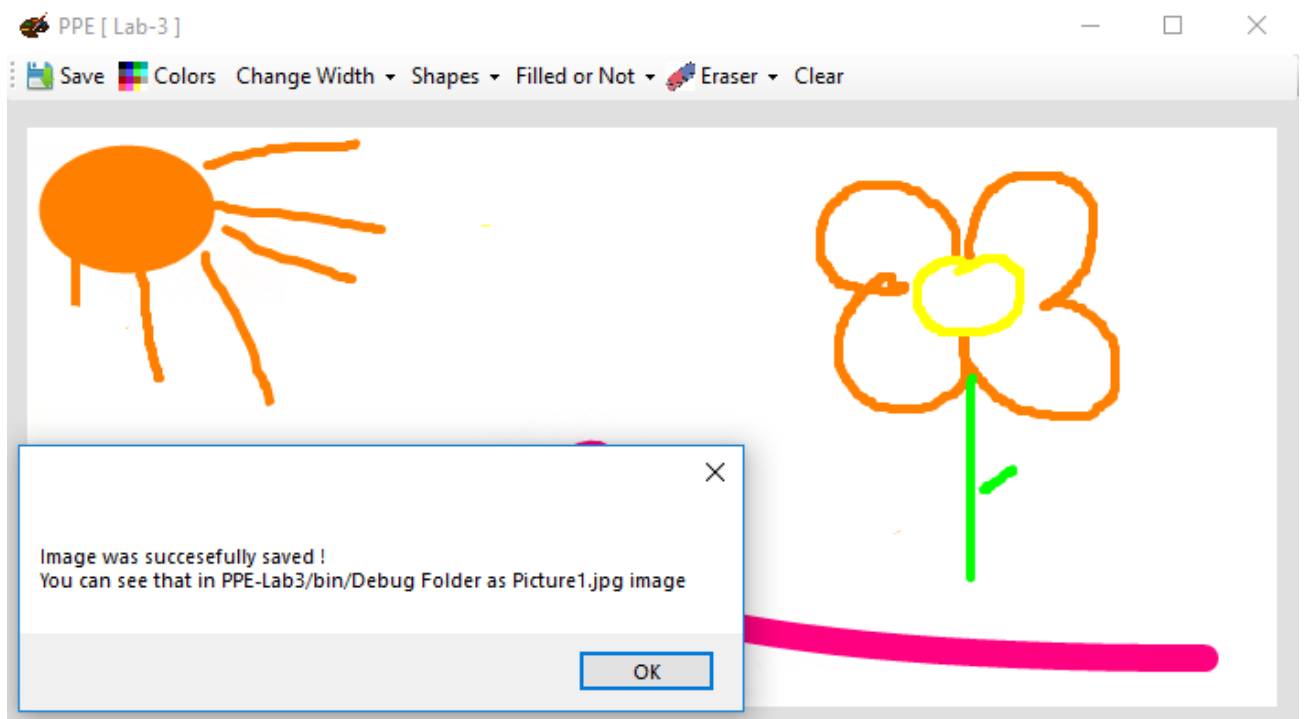 PPE [ Lab-3 ]
Save Colors Change Width Shapes Filled or Not Eraser Clear
Image was succesefully saved !
You can see that in PPE-Lab3/bin/Debug Folder as Picture1.jpg image
OK